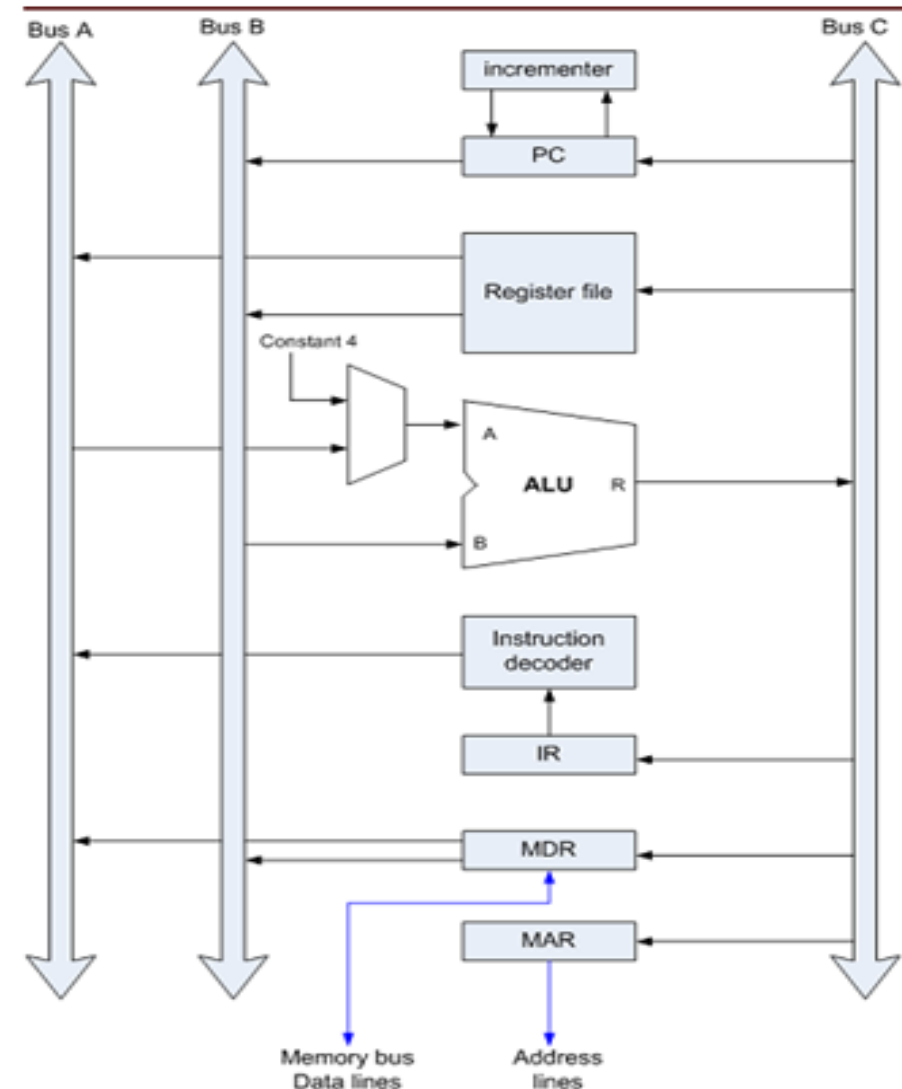 Bus A
Bus B
Bus C
incrementer
PC
Register file
Constant 4
A
ALU
R
B
Instruction
decoder
IR
MDR
MAR
Memory bus
Data lines
Address
lines